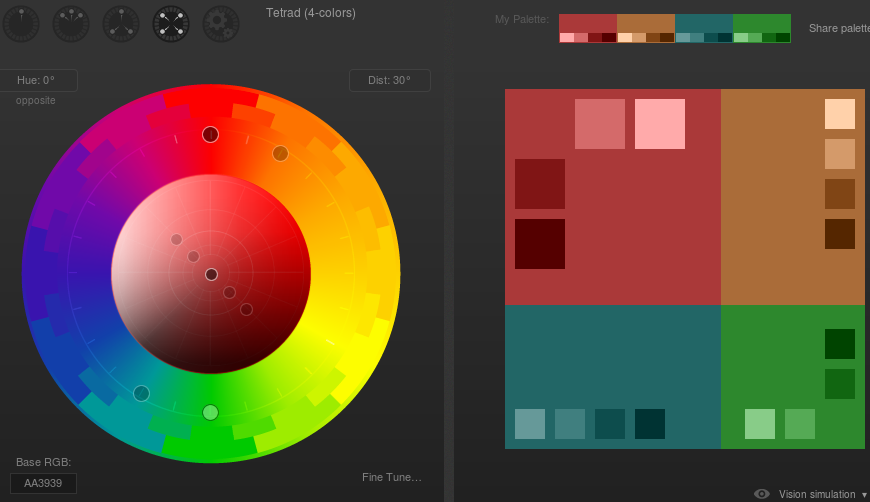 Tetrad (4-colors)
My Palette:
Share palette
Hue: 0°
opposite
Dist: 30°
Base RGB:
AA3939
Fine Tune...
Vision simulation ▾